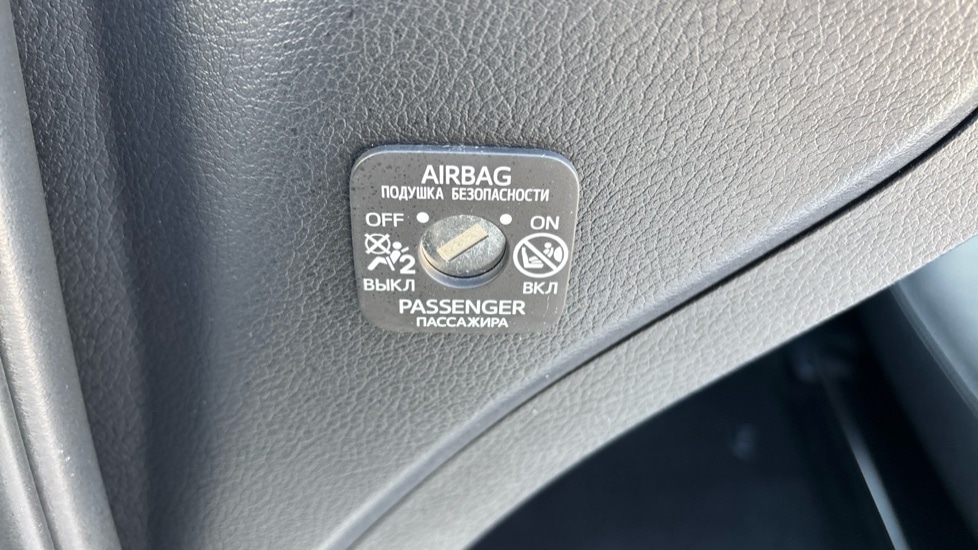 AIRBAG
ПОДУШКА БЕЗОПАСНОСТИ
OFF ON
2
ВЫКЛ ВКЛ
PASSENGER
ПАССАЖИРА